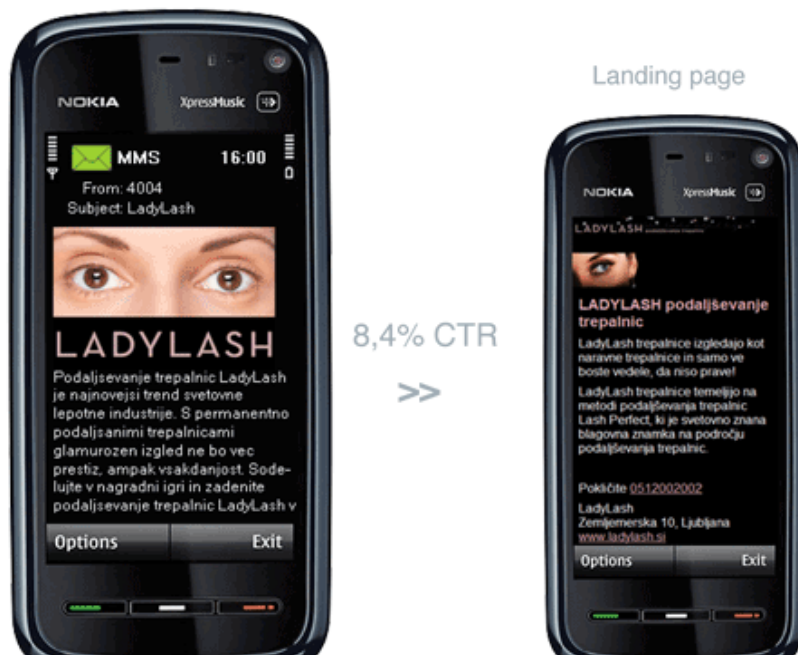 NOKIA XpressMusic
MMS 16:00
From: 4004
Subject: LadyLash
LADYLASH
Podaljsevanje trepalnic LadyLash
je najnovejsi trend svetovne
lepotne industrije. S permanentno
podaljsanimi trepalnicami
glamurozen izgled ne bo vec
prestiz, ampak vsakdanjost. Sode-
lujte v nagradni igri in zadenite
podaljsevanje trepalnic LadyLash v
Options Exit
8,4% CTR
>>
Landing page
NOKIA XpressMusic
LADYLASH
LADYLASH podaljševanje
trepalnic
LadyLash trepalnice izgledajo kot
naravne trepalnice in samo ve
boste vedele, da niso prave!
LadyLash trepalnice temeljijo na
metodi podaljševanja trepalnic
Lash Perfect, ki je svetovno znana
blagovna znamka na področju
podaljševanja trepalnic.
Pokličite 0512002002
LadyLash
Zemljemerska 10, Ljubljana
www.ladylash.si
Options Exit